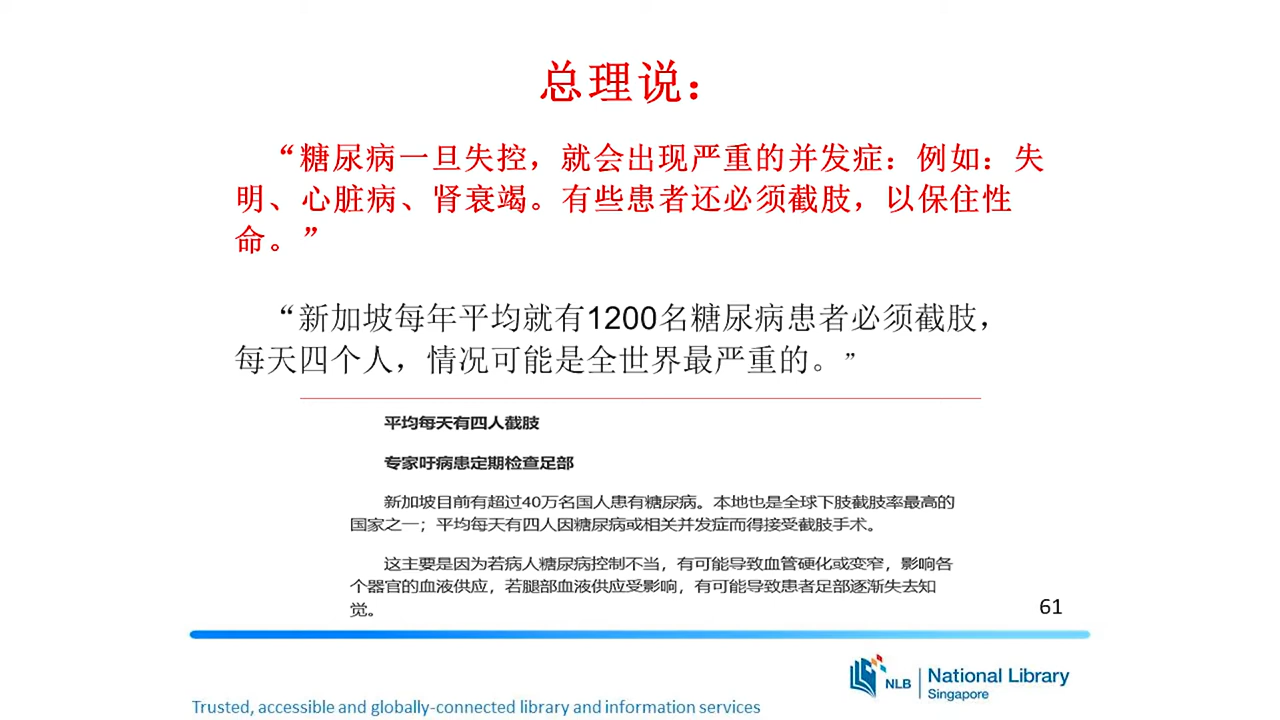 总理说：
“糖尿病一旦失控，就会出现严重的并发症：例如：失
明、心脏病、肾衰竭。有些患者还必须截肢，以保住性
命。”
“新加坡每年平均就有1200名糖尿病患者必须截肢，
每天四个人，情况可能是全世界最严重的。”
平均每天有四人截肢
专家吁病患定期检查足部
新加坡目前有超过40万名国人患有糖尿病。本地也是全球下肢截肢率最高的
国家之一；平均每天有四人因糖尿病或相关并发症而得接受截肢手术。
这主要是因为若病人糖尿病控制不当，有可能导致血管硬化或变窄，影响各
个器官的血液供应，若腿部血液供应受影响，有可能导致患者足部逐渐失去知
觉。
61
NLB National Library
Singapore
Trusted, accessible and globally-connected library and information services